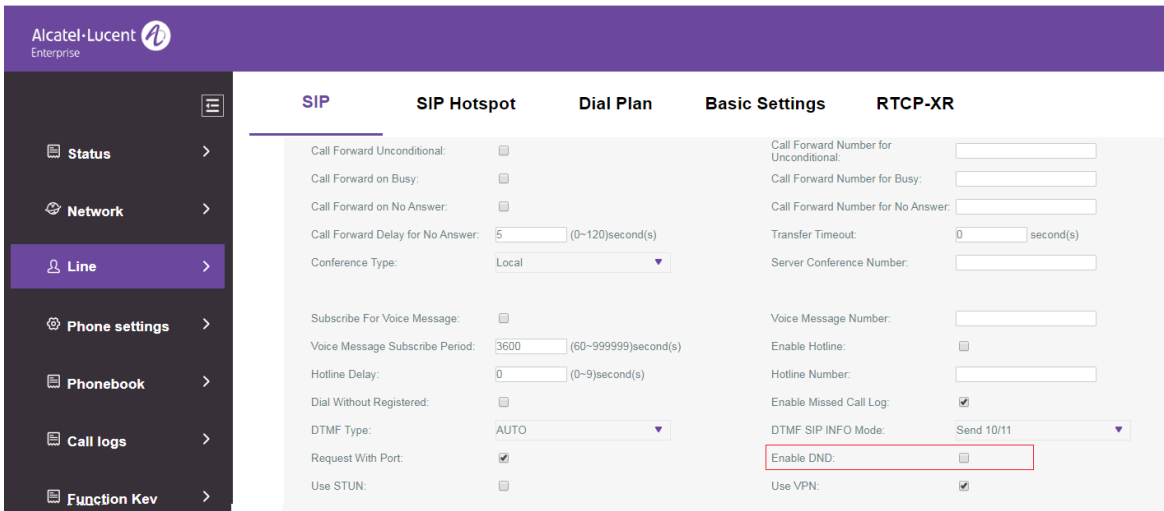 Alcatel·Lucent
Enterprise
SIP SIP Hotspot Dial Plan Basic Settings RTCP-XR
Status
Network
Line
Phone settings
Phonebook
Call logs
Function Key
Call Forward Unconditional: Call Forward Number for Unconditional:
Call Forward on Busy: Call Forward Number for Busy:
Call Forward on No Answer: Call Forward Number for No Answer:
Call Forward Delay for No Answer: 5 (0~120)second(s) Transfer Timeout: 0 second(s)
Conference Type: Local Server Conference Number:
Subscribe For Voice Message: Voice Message Number:
Voice Message Subscribe Period: 3600 (60~999999)second(s) Enable Hotline:
Hotline Delay: 0 (0~9)second(s) Hotline Number:
Dial Without Registered: Enable Missed Call Log:
DTMF Type: AUTO DTMF SIP INFO Mode: Send 10/11
Request With Port: Enable DND:
Use STUN: Use VPN: